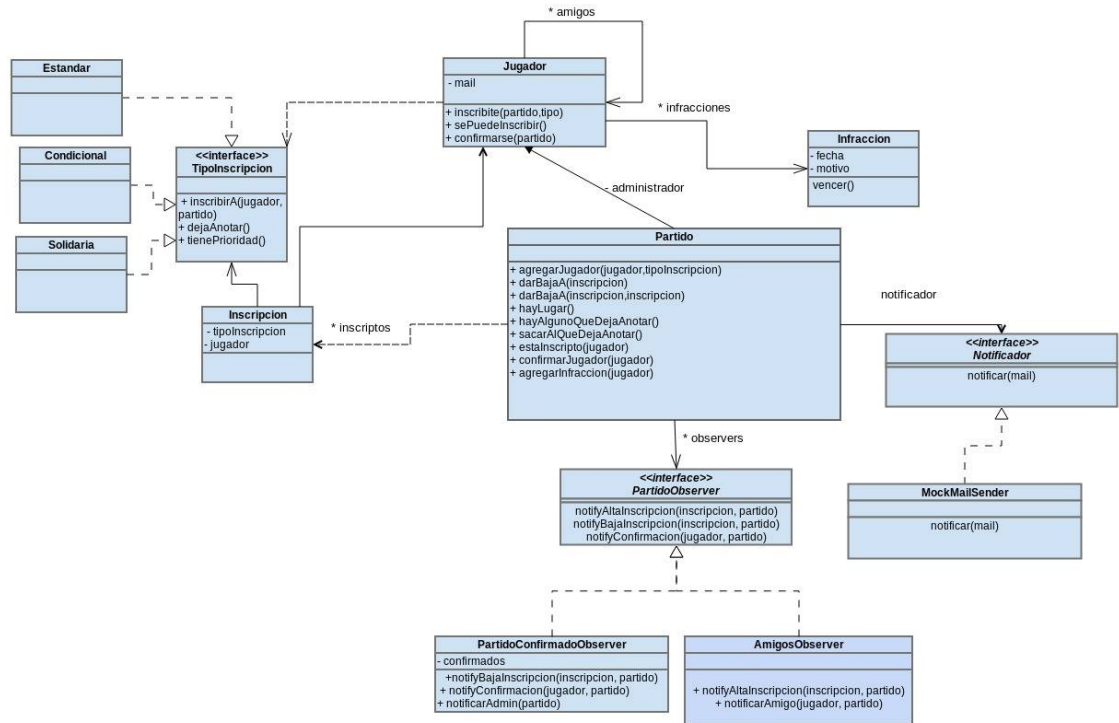 * amigos
Estandar
Jugador
- mail
+ inscribite(partido,tipo)
+ sePuedeInscribir()
+ confirmarse(partido)
* infracciones
Infraccion
- fecha
- motivo
vencer()
Condicional
<<interface>>
TipoInscripcion
+ inscribirA(jugador,
partido)
+ dejaAnotar()
+ tienePrioridad()
Solidaria
- administrador
Partido
+ agregarJugador(jugador,tipoInscripcion)
+ darBajaA(inscripcion)
+ darBajaA(inscripcion,inscripcion)
+ hayLugar()
+ hayAlgunoQueDejaAnotar()
+ sacarAlQueDejaAnotar()
+ estaInscripto(jugador)
+ confirmarJugador(jugador)
+ agregarInfraccion(jugador)
notificador
Inscripcion
- tipoInscripcion
- jugador
* inscriptos
<<interface>>
Notificador
notificar(mail)
* observers
<<interface>>
PartidoObserver
notifyAltaInscripcion(inscripcion, partido)
notifyBajaInscripcion(inscripcion, partido)
notifyConfirmacion(jugador, partido)
MockMailSender
notificar(mail)
PartidoConfirmadoObserver
- confirmados
+notifyBajaInscripcion(inscripcion, partido)
+ notifyConfirmacion(jugador, partido)
+ notificarAdmin(partido)
AmigosObserver
+ notifyAltaInscripcion(inscripcion, partido)
+ notificarAmigo(jugador, partido)